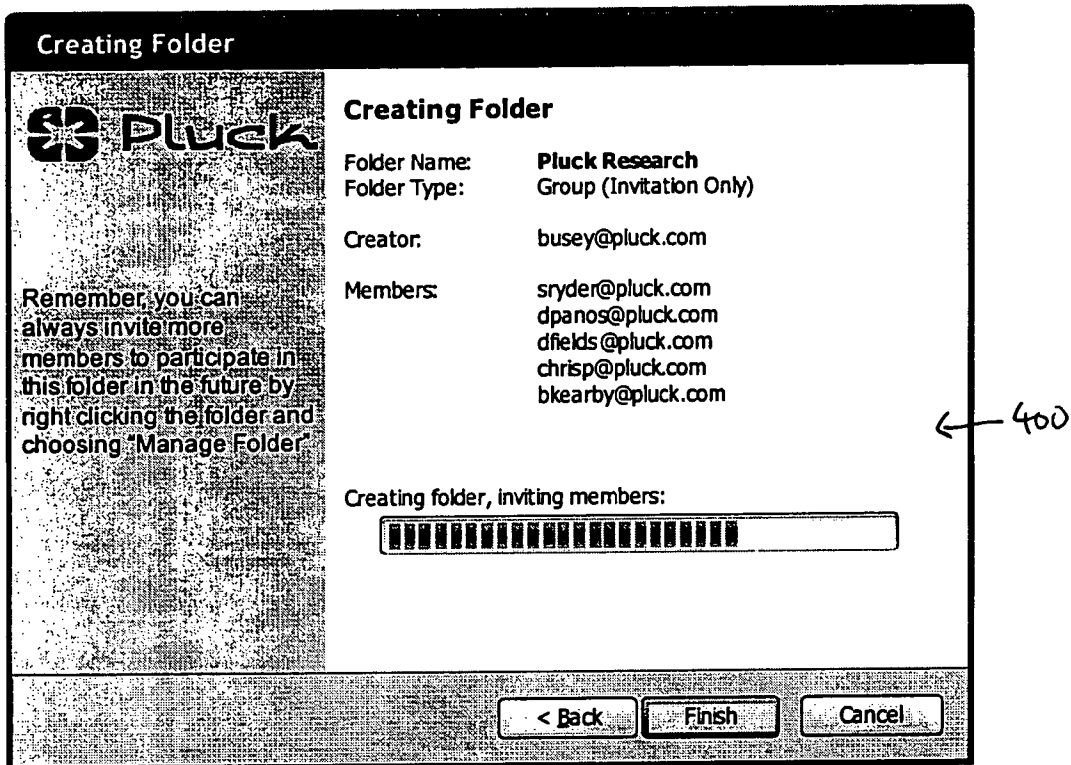 Creating Folder
Pluck
Remember, you can
always invite more
members to participate in
this folder in the future by
right clicking the folder and
choosing "Manage Folder"
Creating Folder
Folder Name: Pluck Research
Folder Type: Group (Invitation Only)
Creator: busey@pluck.com
Members: sryder@pluck.com
dpanos@pluck.com
dfields@pluck.com
chrisp@pluck.com
bkearby@pluck.com
400
Creating folder, inviting members:
< Back Finish Cancel